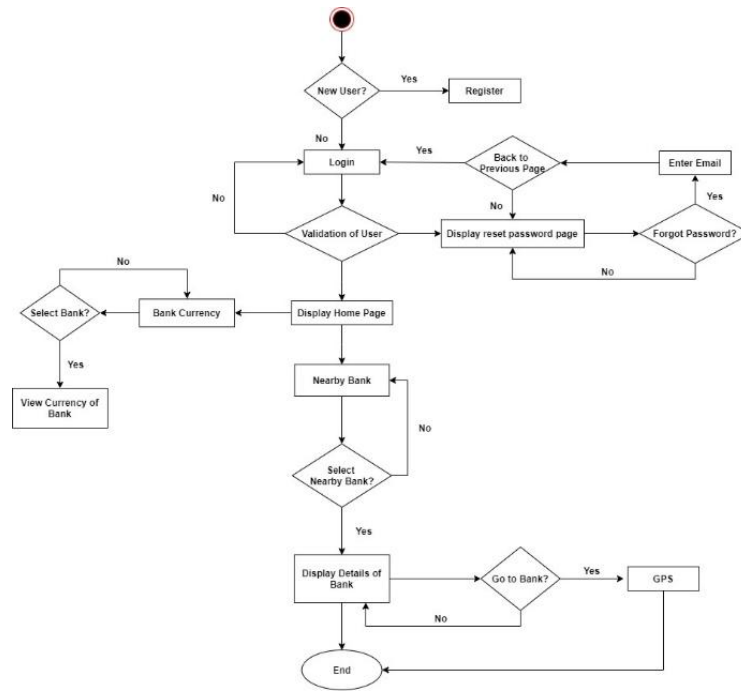 New User?
Yes
Register
No
Login
Yes
Back to
Previous Page
Enter Email
No
No
Yes
Validation of User
Display reset password page
Forgot Password?
No
No
Select Bank?
Bank Currency
Display Home Page
Yes
View Currency of
Bank
Nearby Bank
No
Select
Nearby Bank?
Yes
Display Details of
Bank
Go to Bank?
Yes
GPS
No
End